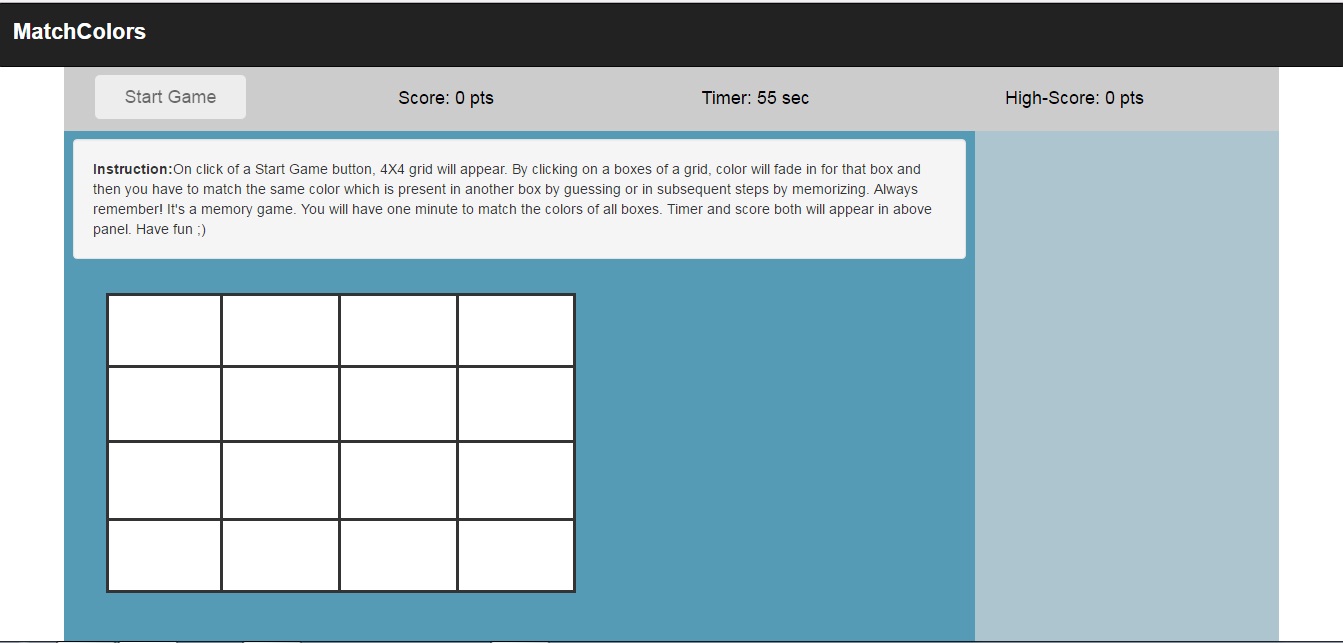 MatchColors
Start Game
Score: 0 pts
Timer: 55 sec
High-Score: 0 pts
Instruction:On click of a Start Game button, 4X4 grid will appear. By clicking on a boxes of a grid, color will fade in for that box and
then you have to match the same color which is present in another box by guessing or in subsequent steps by memorizing. Always
remember! It's a memory game. You will have one minute to match the colors of all boxes. Timer and score both will appear in above
panel. Have fun ;)